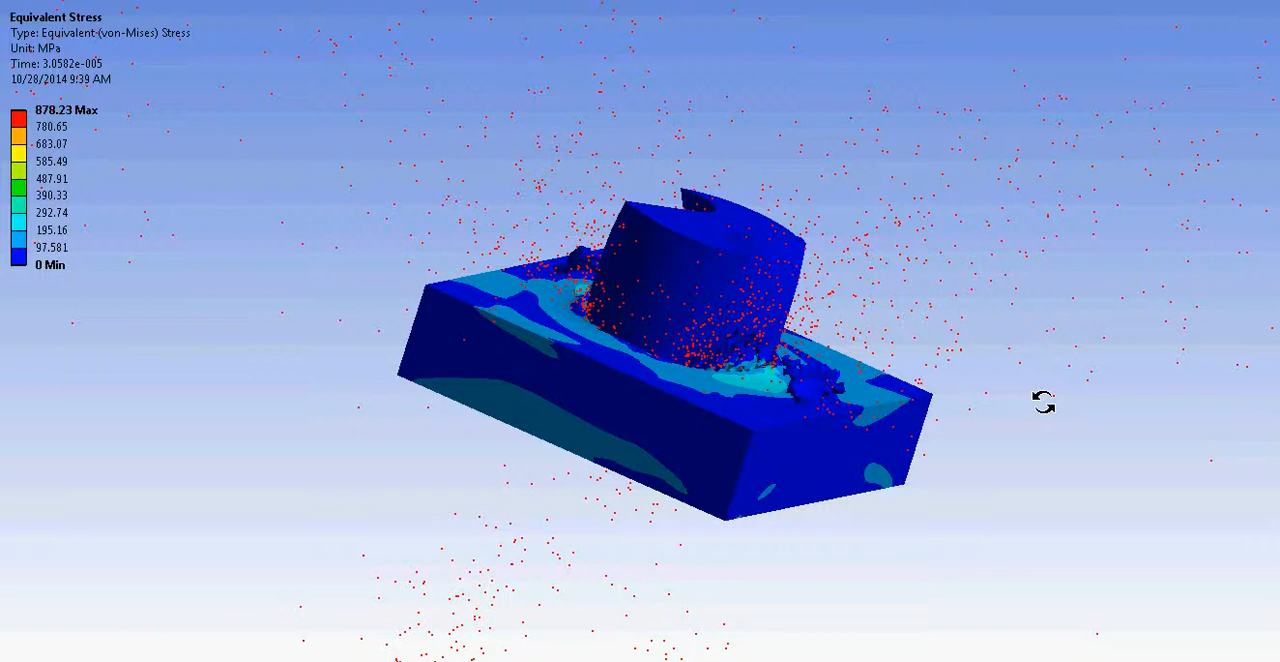 Equivalent Stress
Type: Equivalent (von-Mises) Stress
Unit: MPa
Time: 3.0582e-005
10/28/2014 9:39 AM
878.23 Max
780.65
683.07
585.49
487.91
390.33
292.74
195.16
97.581
0 Min